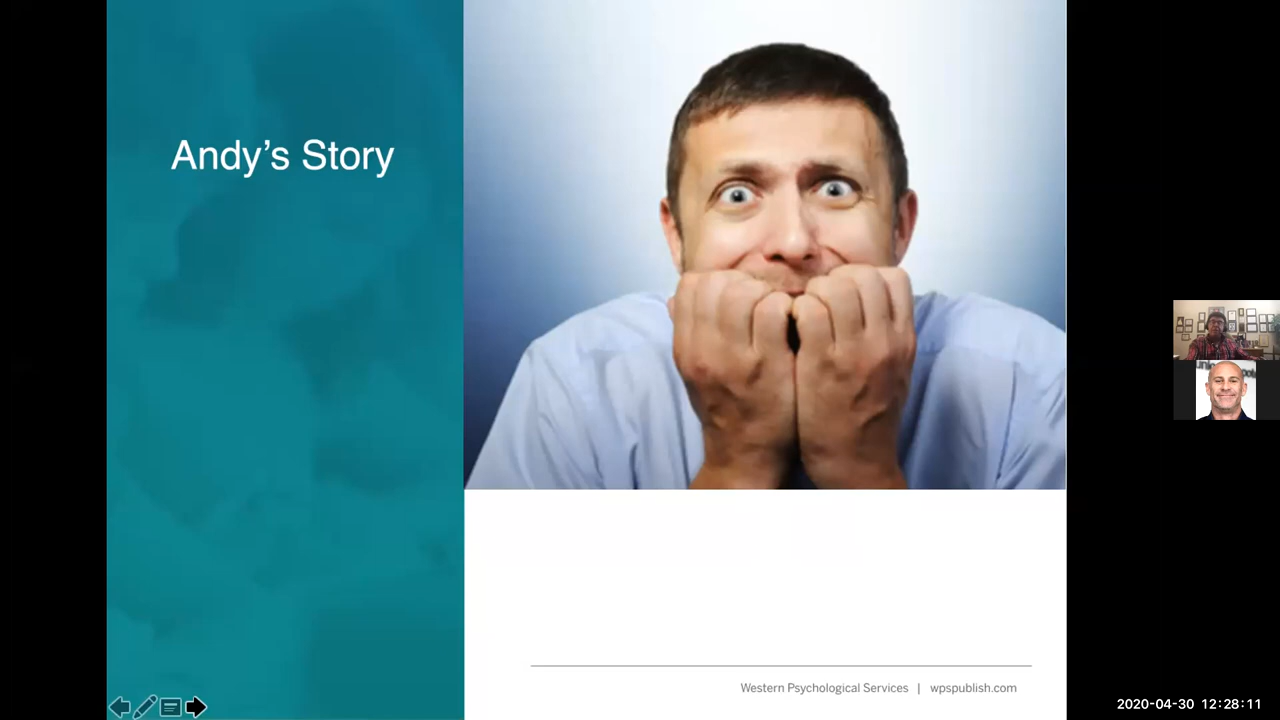 Andy's Story
Western Psychological Services | wpspublish.com
2020-04-30 12:28:11